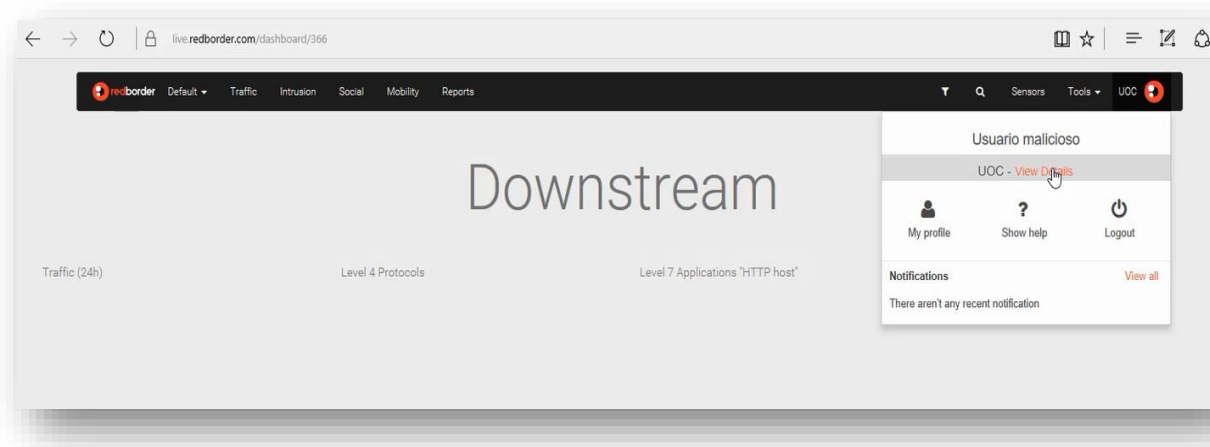 live.redborder.com/dashboard/366
redborder Default Traffic Intrusion Social Mobility Reports Sensors Tools UOC
Usuario malicioso
UOC - View Details
Downstream
My profile Show help Logout
Traffic (24h) Level 4 Protocols Level 7 Applications "HTTP host"
Notifications View all
There aren't any recent notification